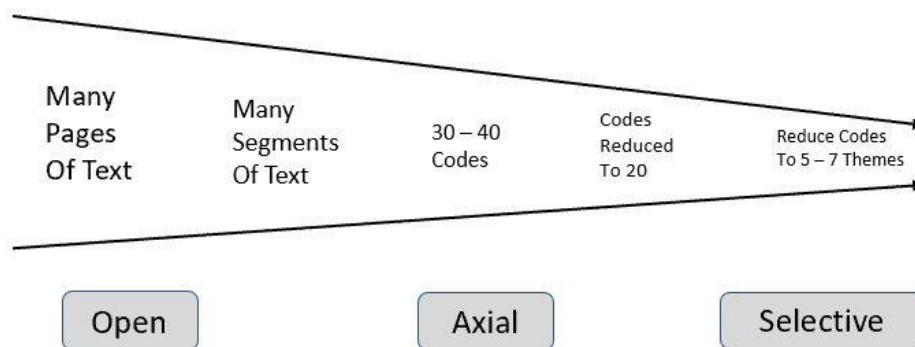 Many
Pages
Of Text
Many
Segments
Of Text
30 – 40
Codes
Codes
Reduced
To 20
Reduce Codes
To 5 – 7 Themes
Open
Axial
Selective